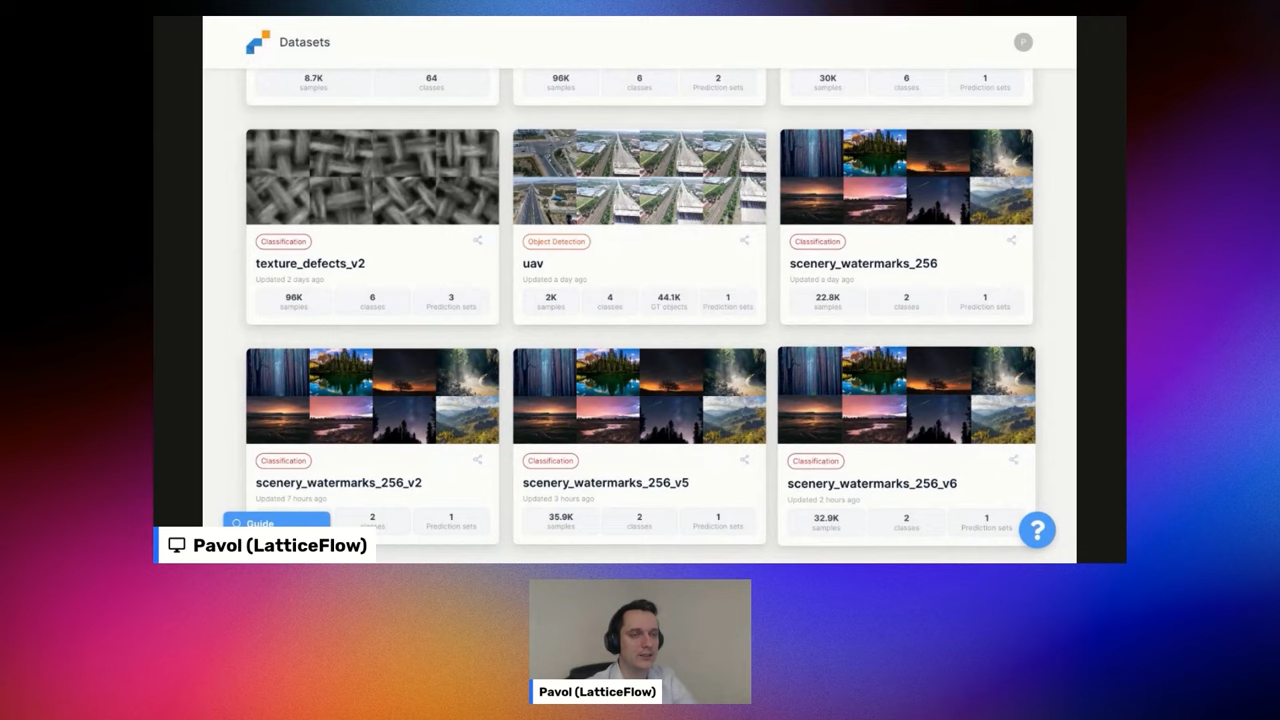 Datasets
P
8.7K 64 96K 6 2 30K 6 1
samples classes samples classes Prediction sets samples classes Prediction sets
Classification Object Detection Classification
texture_defects_v2 uav scenery_watermarks_256
Updated 2 days ago Updated a day ago Updated a day ago
96K 6 3 2K 4 44.1K 1 22.8K 2 1
samples classes Prediction sets samples classes GT objects Prediction sets samples classes Prediction sets
Classification Classification Classification
scenery_watermarks_256_v2 scenery_watermarks_256_v5 scenery_watermarks_256_v6
Updated 7 hours ago Updated 3 hours ago Updated 2 hours ago
2 1 35.9K 2 1 32.9K 2 1
classes Prediction sets samples classes Prediction sets samples classes Prediction sets
Guide
?
Pavol (LatticeFlow)
Pavol (LatticeFlow)